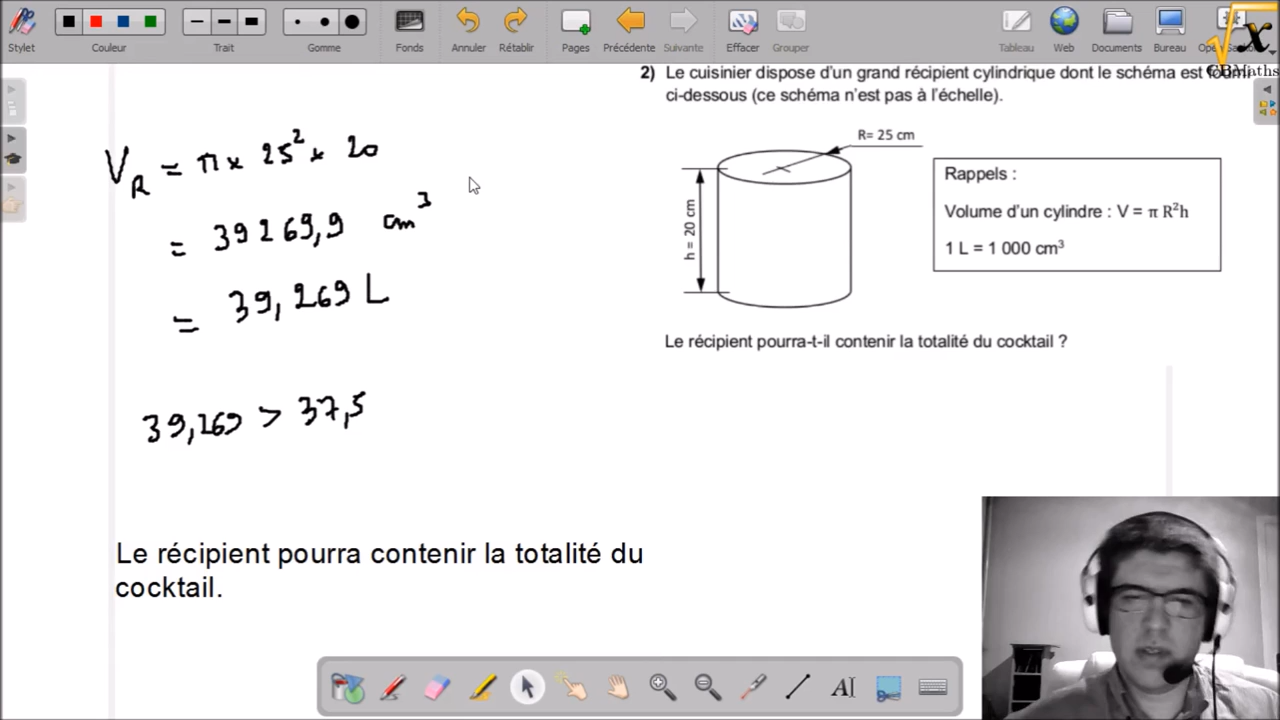 Stylet
Couleur
Trait
Gomme
Fonds
Annuler
Rétablir
Pages
Précédente
Suivante
Effacer
Grouper
Tableau
Web
Documents
Bureau
CBMaths
2) Le cuisinier dispose d'un grand récipient cylindrique dont le schéma est
ci-dessous (ce schéma n'est pas à l'échelle).
R= 25 cm
h = 20 cm
Rappels :
Volume d'un cylindre : V = π R²h
1 L = 1 000 cm³
Le récipient pourra-t-il contenir la totalité du cocktail ?
V_R = π × 25² × 20
= 39 269,9 cm³
= 39,269 L
39,269 > 37,5
Le récipient pourra contenir la totalité du
cocktail.
AI